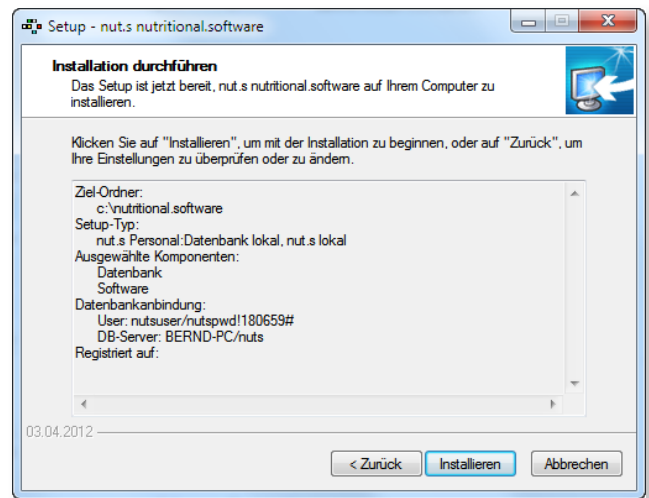 Setup - nut.s nutritional.software
Installation durchführen
Das Setup ist jetzt bereit, nut.s nutritional.software auf Ihrem Computer zu
installieren.
Klicken Sie auf "Installieren", um mit der Installation zu beginnen, oder auf "Zurück", um
Ihre Einstellungen zu überprüfen oder zu ändern.
Ziel-Ordner:
c:\nutritional.software
Setup-Typ:
nut.s Personal:Datenbank lokal, nut.s lokal
Ausgewählte Komponenten:
Datenbank
Software
Datenbankanbindung:
User: nutsuser/nutspwd!180659#
DB-Server: BERND-PC/nuts
Registriert auf:
03.04.2012
< Zurück Installieren Abbrechen